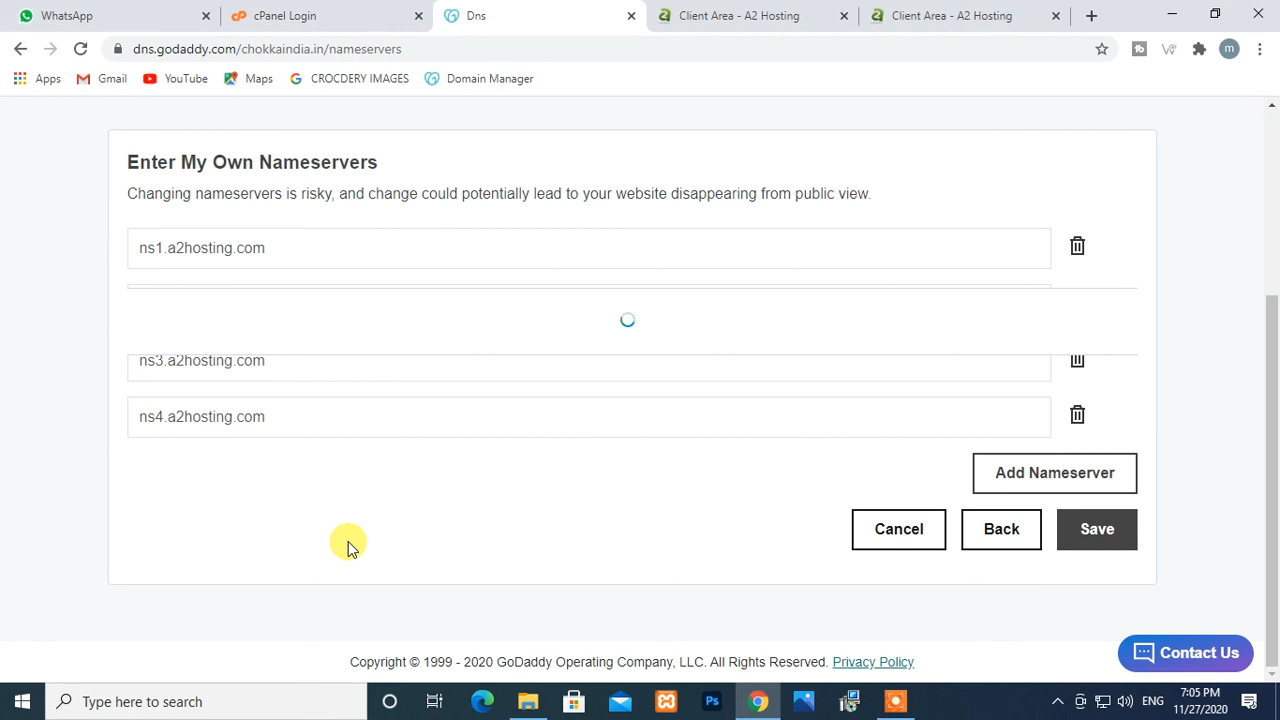 WhatsApp
cPanel Login
Dns
Client Area - A2 Hosting
Client Area - A2 Hosting
dns.godaddy.com/chokkaindia.in/nameservers
m
Apps
Gmail
YouTube
Maps
CROCDERY IMAGES
Domain Manager
Enter My Own Nameservers
Changing nameservers is risky, and change could potentially lead to your website disappearing from public view.
ns1.a2hosting.com
ns3.a2hosting.com
ns4.a2hosting.com
Add Nameserver
Cancel
Back
Save
Contact Us
Copyright © 1999 - 2020 GoDaddy Operating Company, LLC. All Rights Reserved. Privacy Policy
Type here to search
Ps
ENG
7:05 PM
11/27/2020